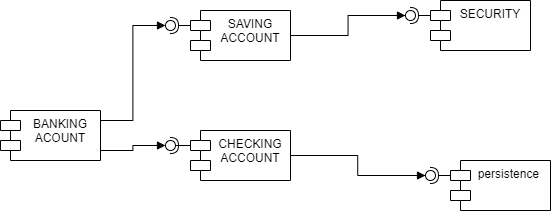 SAVING
ACCOUNT
SECURITY
BANKING
ACOUNT
CHECKING
ACCOUNT
persistence